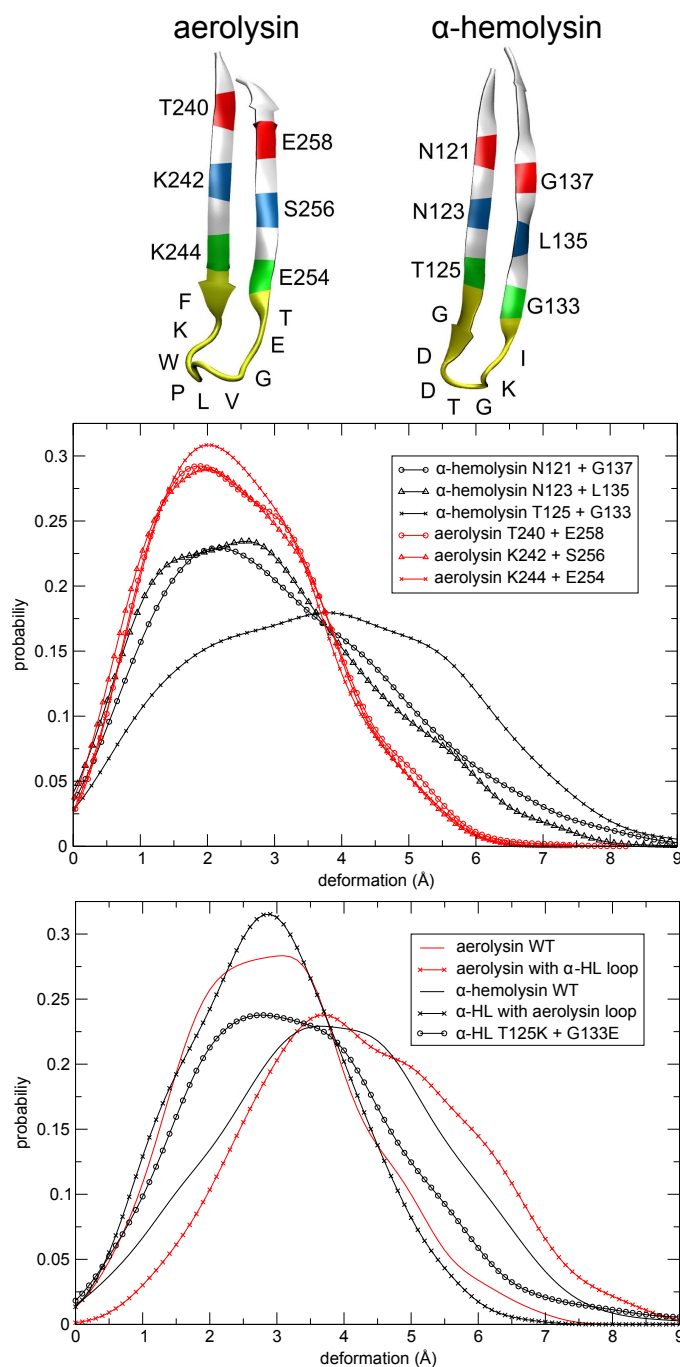 aerolysin α-hemolysin
T240 E258 N121 G137
K242 S256 N123 L135
K244 E254 T125 G133
F T G I
K E D K
W G D G
P L V T
0.3
0.25
0.2
0.15
0.1
0.05
0
probabiliy
α-hemolysin N121 + G137
α-hemolysin N123 + L135
α-hemolysin T125 + G133
aerolysin T240 + E258
aerolysin K242 + S256
aerolysin K244 + E254
0 1 2 3 4 5 6 7 8 9
deformation (Å)
0.3
0.25
0.2
0.15
0.1
0.05
0
probabiliy
aerolysin WT
aerolysin with α-HL loop
α-hemolysin WT
α-HL with aerolysin loop
α-HL T125K + G133E
0 1 2 3 4 5 6 7 8 9
deformation (Å)